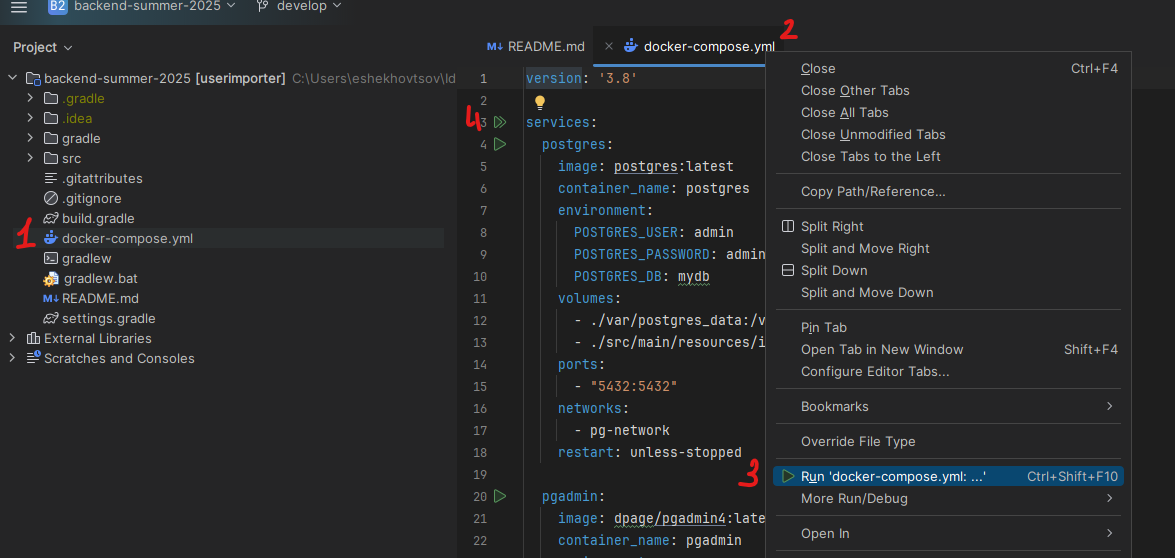 B2 backend-summer-2025 develop
Project
backend-summer-2025 [userimporter] C:\Users\eshekhovtsov\Id
.gradle
.idea
gradle
src
.gitattributes
.gitignore
build.gradle
1 docker-compose.yml
gradlew
gradlew.bat
M↓ README.md
settings.gradle
External Libraries
Scratches and Consoles
M↓ README.md
docker-compose.yml 2
1 version: '3.8'
2
4 3 services:
4 postgres:
5 image: postgres:latest
6 container_name: postgres
7 environment:
8 POSTGRES_USER: admin
9 POSTGRES_PASSWORD: admin
10 POSTGRES_DB: mydb
11 volumes:
12 - ./var/postgres_data:/v
13 - ./src/main/resources/i
14 ports:
15 - "5432:5432"
16 networks:
17 - pg-network
18 restart: unless-stopped
19
20 pgadmin:
21 image: dpage/pgadmin4:late
22 container_name: pgadmin
Close Ctrl+F4
Close Other Tabs
Close All Tabs
Close Unmodified Tabs
Close Tabs to the Left
Copy Path/Reference...
Split Right
Split and Move Right
Split Down
Split and Move Down
Pin Tab
Open Tab in New Window Shift+F4
Configure Editor Tabs...
Bookmarks
Override File Type
3 Run 'docker-compose.yml: ...' Ctrl+Shift+F10
More Run/Debug
Open In